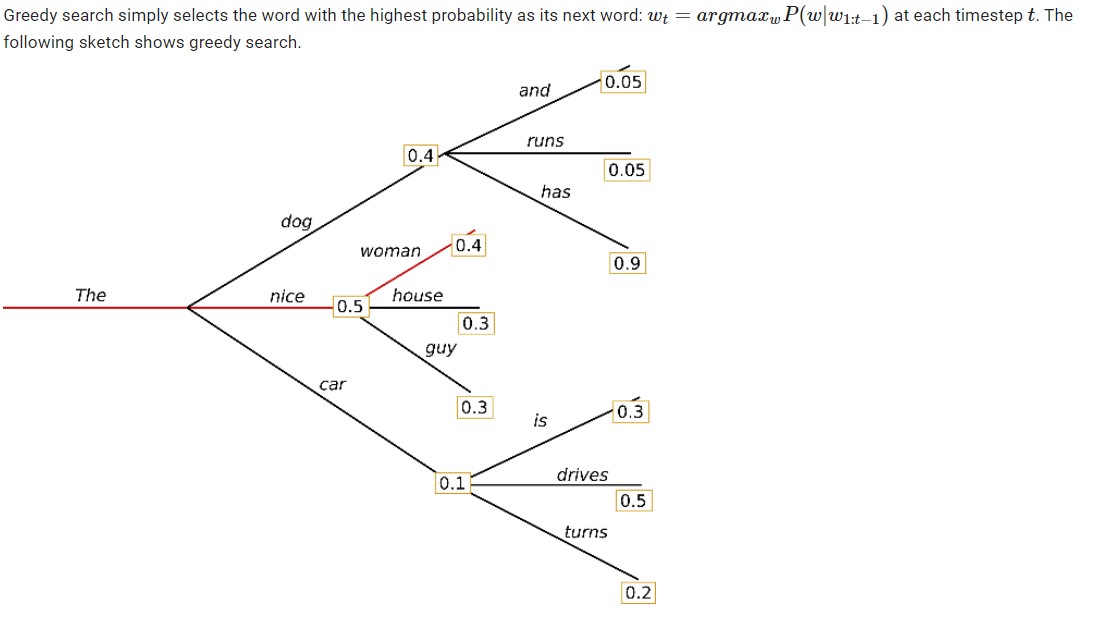 Greedy search simply selects the word with the highest probability as its next word: wₜ = argmax_w P(w|w₁:ₜ₋₁) at each timestep t. The
following sketch shows greedy search.
and
0.05
runs
0.4
0.05
has
dog
woman
0.4
0.9
The
nice
0.5
house
0.3
guy
car
0.3
is
0.3
drives
0.1
0.5
turns
0.2